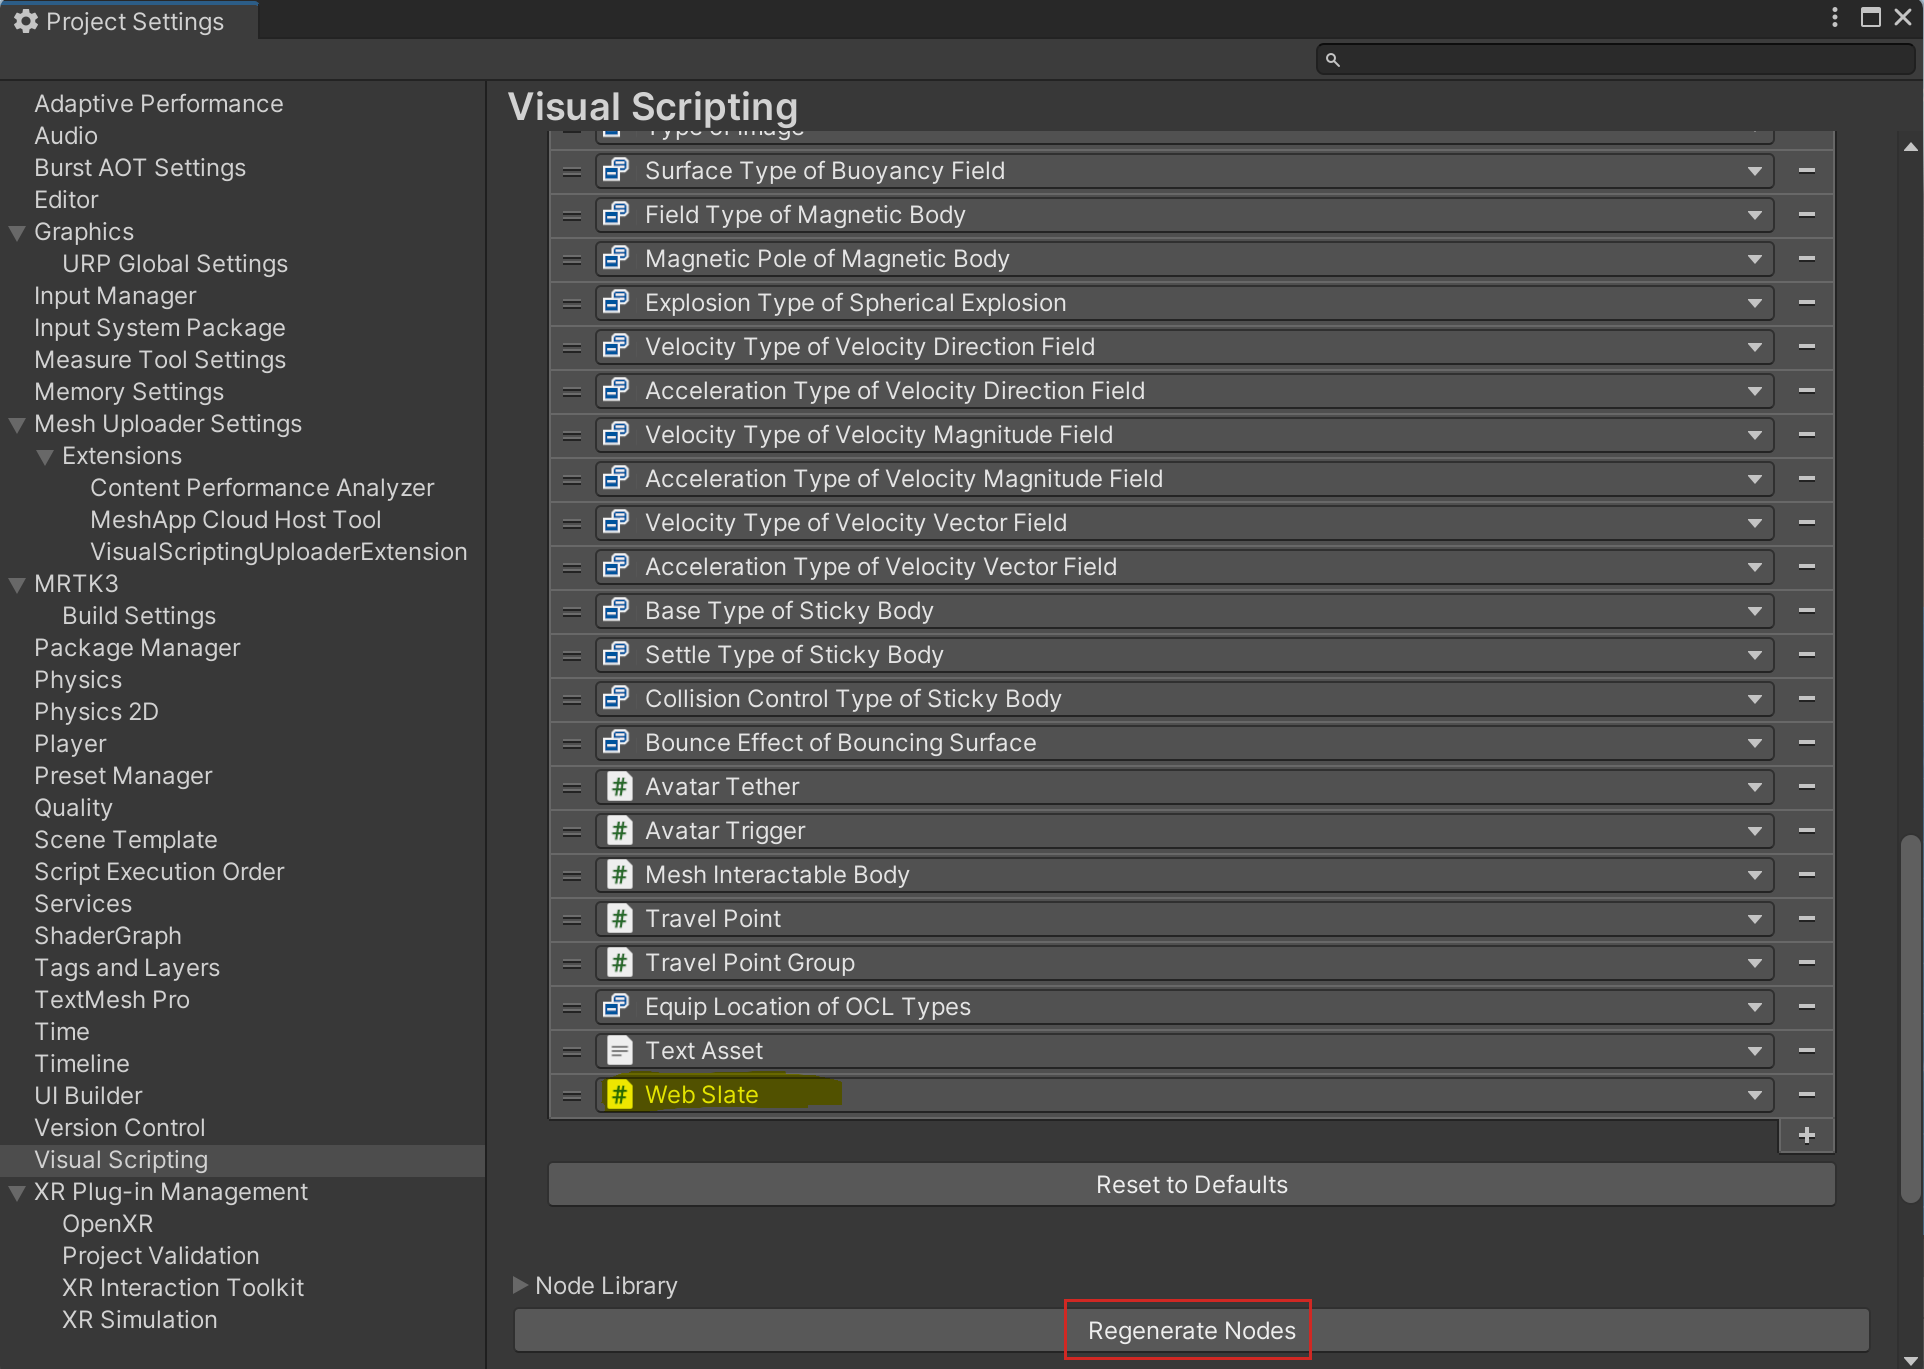 Project Settings
Adaptive Performance
Audio
Burst AOT Settings
Editor
Graphics
URP Global Settings
Input Manager
Input System Package
Measure Tool Settings
Memory Settings
Mesh Uploader Settings
Extensions
Content Performance Analyzer
MeshApp Cloud Host Tool
VisualScriptingUploaderExtension
MRTK3
Build Settings
Package Manager
Physics
Physics 2D
Player
Preset Manager
Quality
Scene Template
Script Execution Order
Services
ShaderGraph
Tags and Layers
TextMesh Pro
Time
Timeline
UI Builder
Version Control
Visual Scripting
XR Plug-in Management
OpenXR
Project Validation
XR Interaction Toolkit
XR Simulation
Visual Scripting
Type of Image
Surface Type of Buoyancy Field
Field Type of Magnetic Body
Magnetic Pole of Magnetic Body
Explosion Type of Spherical Explosion
Velocity Type of Velocity Direction Field
Acceleration Type of Velocity Direction Field
Velocity Type of Velocity Magnitude Field
Acceleration Type of Velocity Magnitude Field
Velocity Type of Velocity Vector Field
Acceleration Type of Velocity Vector Field
Base Type of Sticky Body
Settle Type of Sticky Body
Collision Control Type of Sticky Body
Bounce Effect of Bouncing Surface
Avatar Tether
Avatar Trigger
Mesh Interactable Body
Travel Point
Travel Point Group
Equip Location of OCL Types
Text Asset
Web Slate
Reset to Defaults
Node Library
Regenerate Nodes